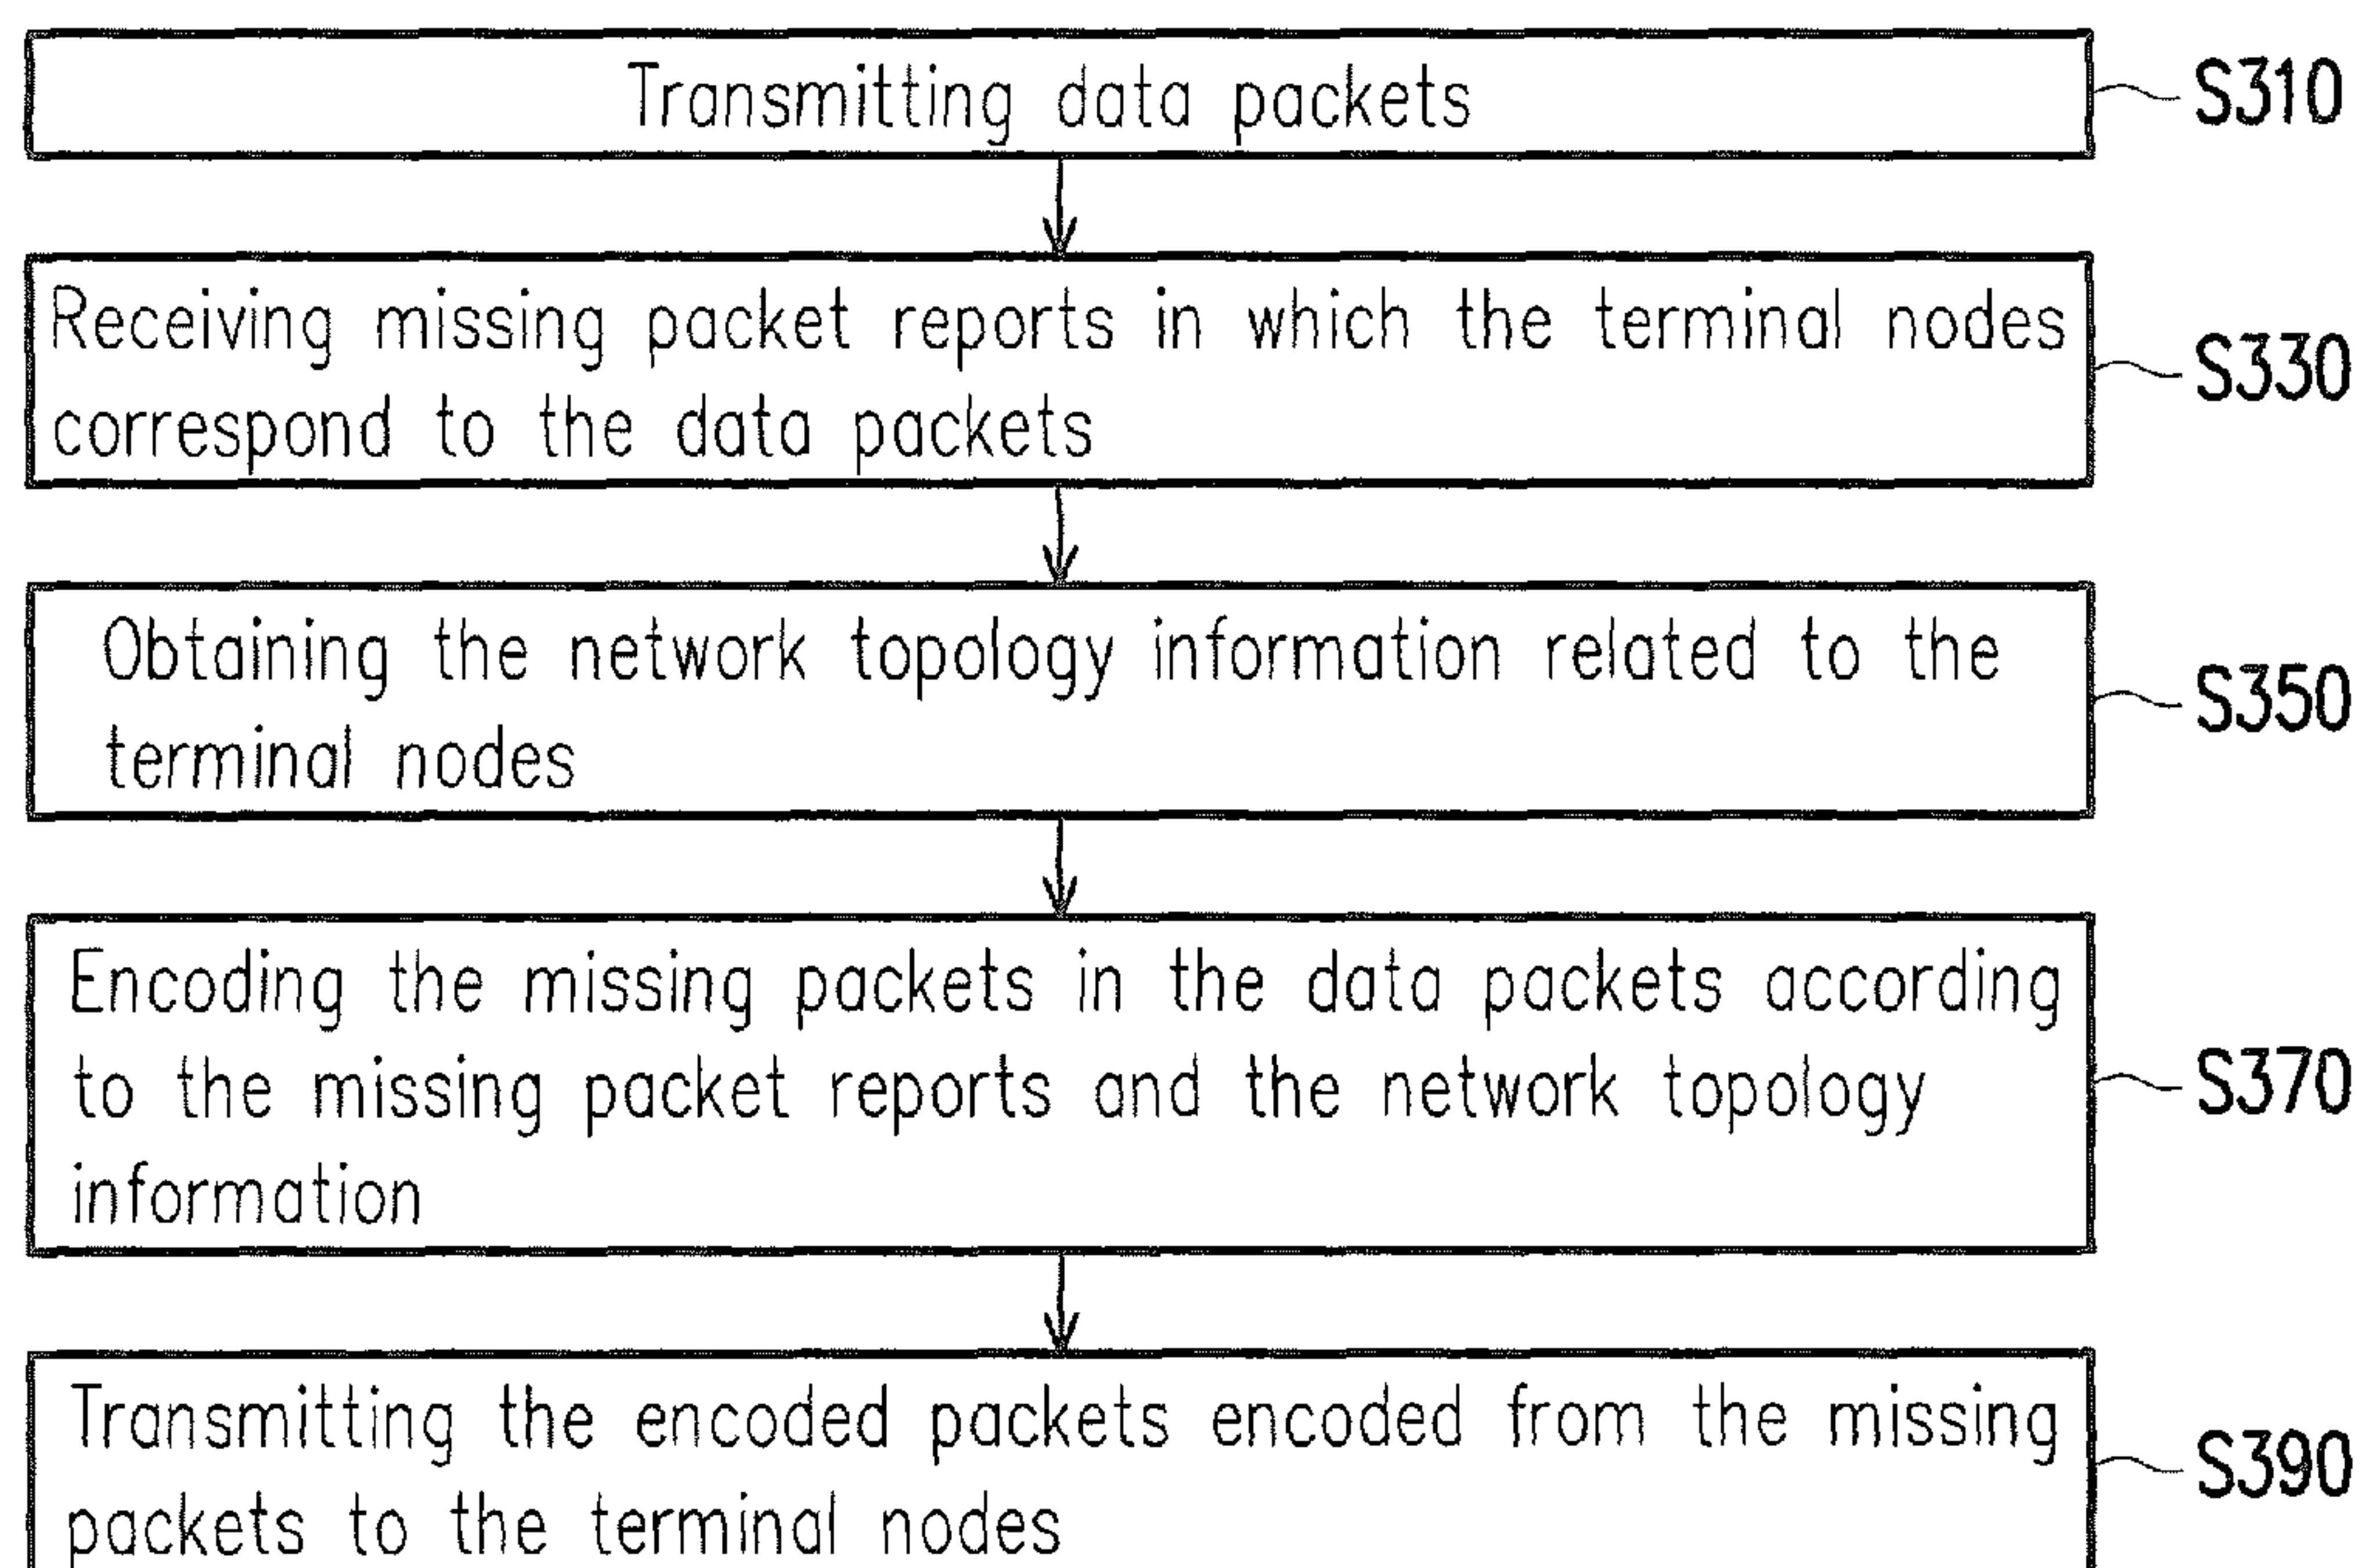 Transmitting data packets
S310
Receiving missing packet reports in which the terminal nodes
correspond to the data packets
S330
Obtaining the network topology information related to the
terminal nodes
S350
Encoding the missing packets in the data packets according
to the missing packet reports and the network topology
information
S370
Transmitting the encoded packets encoded from the missing
packets to the terminal nodes
S390